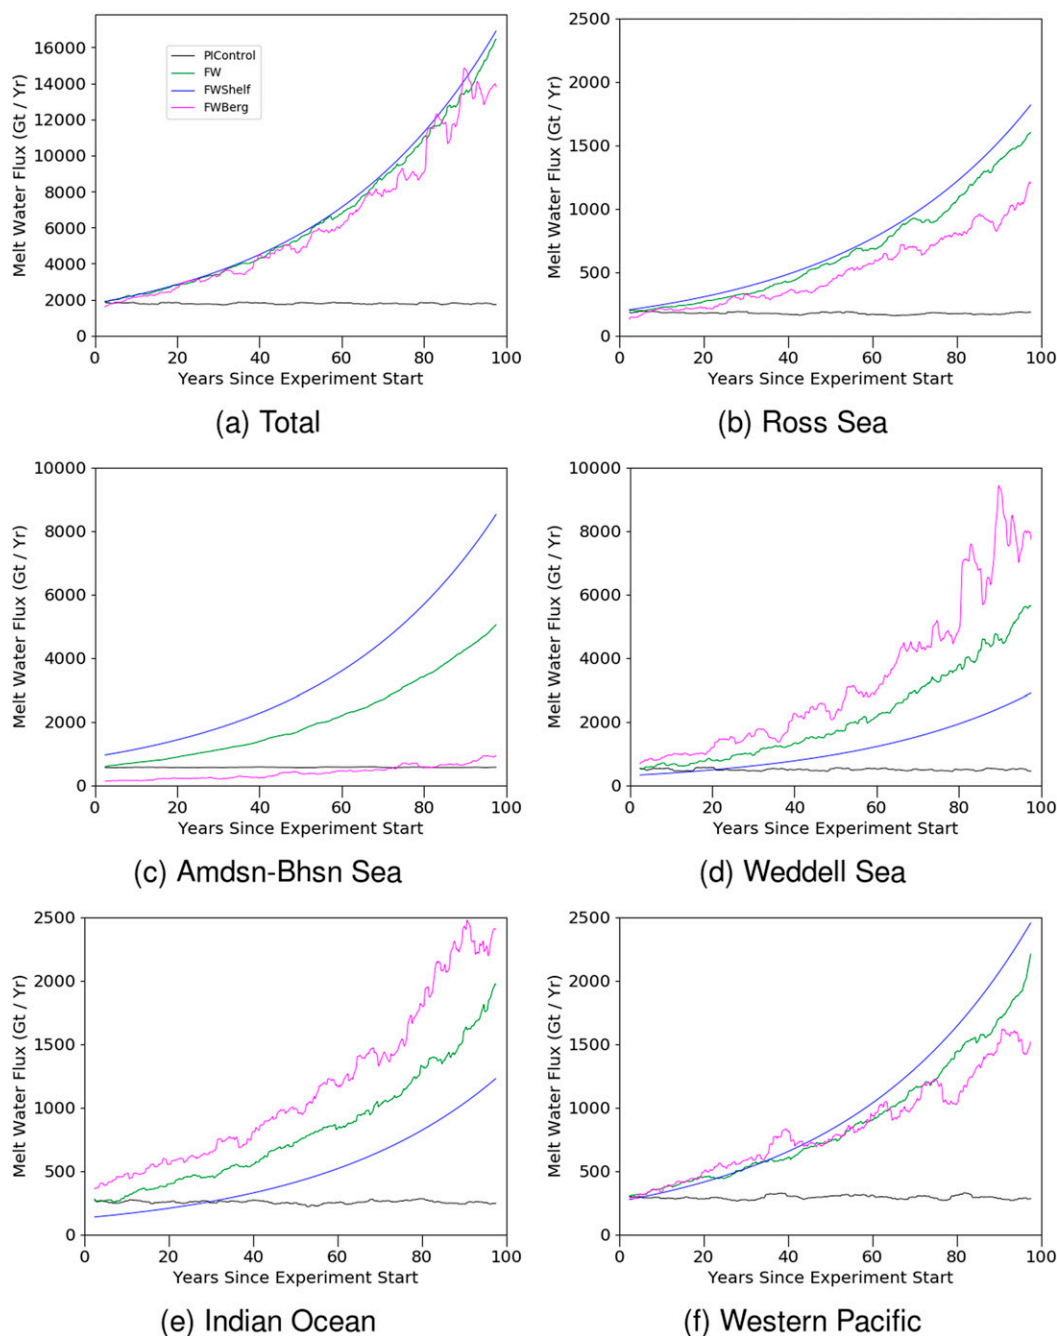 16000
14000
12000
10000
8000
6000
4000
2000
0
Melt Water Flux (Gt / Yr)
PIControl
FW
FWShelf
FWBerg
0 20 40 60 80 100
Years Since Experiment Start
(a) Total
2500
2000
1500
1000
500
0
Melt Water Flux (Gt / Yr)
0 20 40 60 80 100
Years Since Experiment Start
(b) Ross Sea
10000
8000
6000
4000
2000
0
Melt Water Flux (Gt / Yr)
0 20 40 60 80 100
Years Since Experiment Start
(c) Amdsn-Bhsn Sea
10000
8000
6000
4000
2000
0
Melt Water Flux (Gt / Yr)
0 20 40 60 80 100
Years Since Experiment Start
(d) Weddell Sea
2500
2000
1500
1000
500
0
Melt Water Flux (Gt / Yr)
0 20 40 60 80 100
Years Since Experiment Start
(e) Indian Ocean
2500
2000
1500
1000
500
0
Melt Water Flux (Gt / Yr)
0 20 40 60 80 100
Years Since Experiment Start
(f) Western Pacific